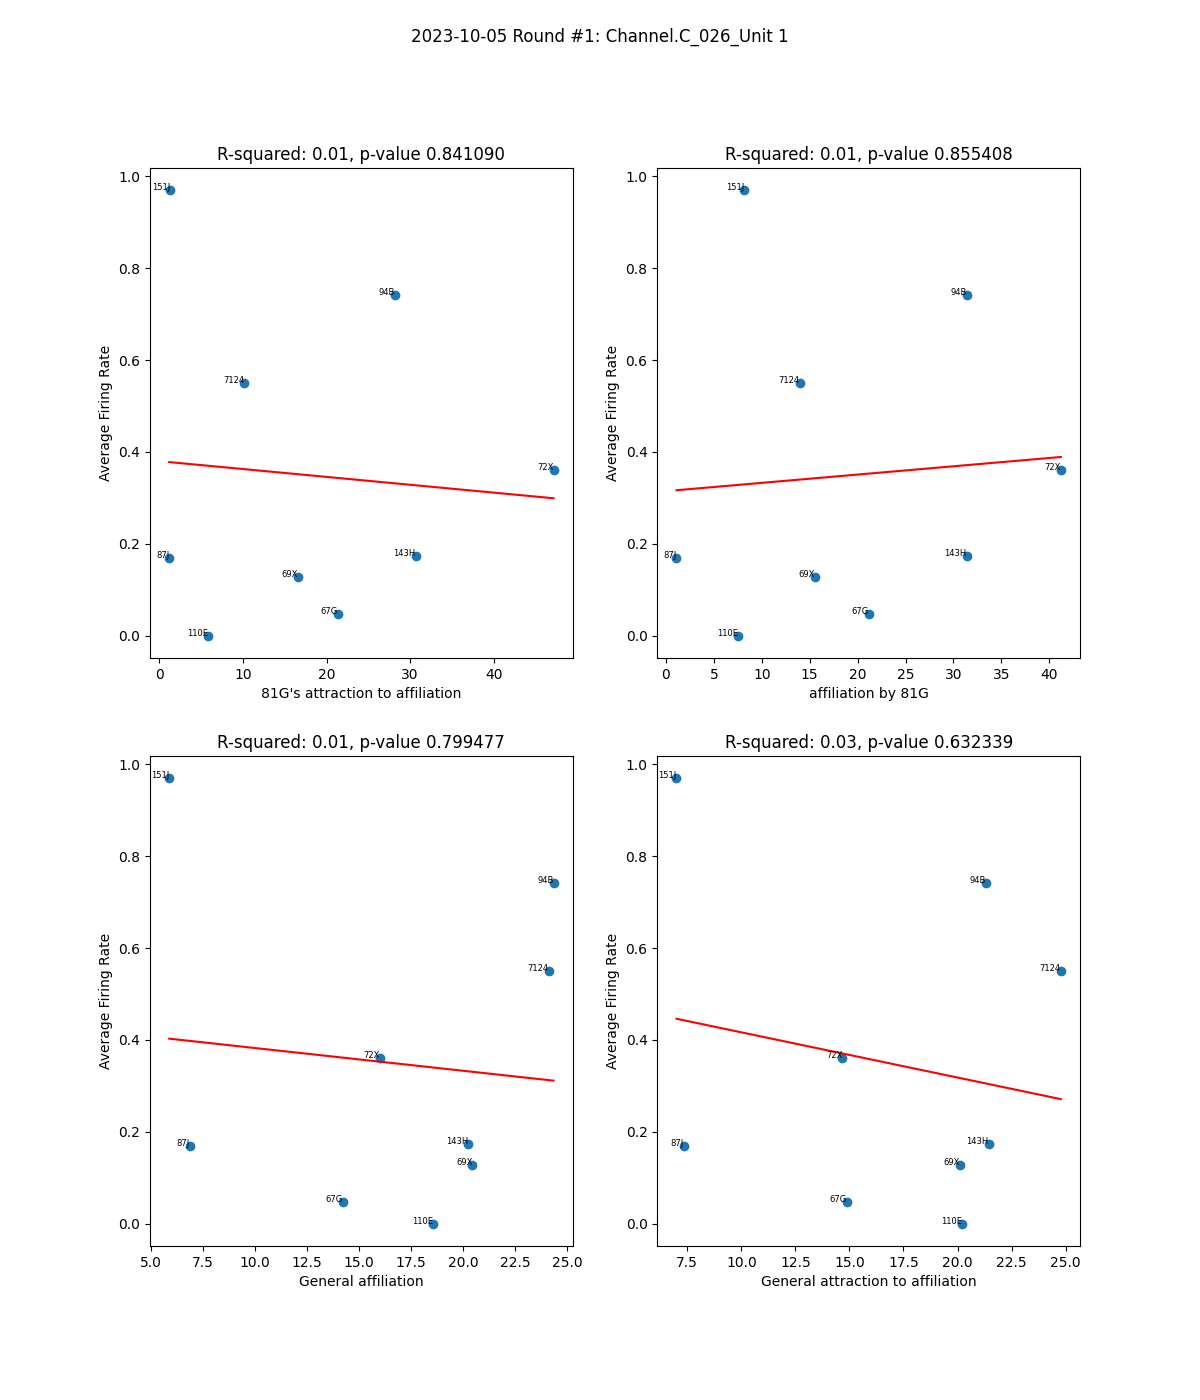 2023-10-05 Round #1: Channel.C_026_Unit 1
R-squared: 0.01, p-value 0.841090
1.0
0.8
0.6
0.4
0.2
0.0
Average Firing Rate
151J
94B
7124
72X
87J
143H
69X
67G
110E
0
10
20
30
40
81G's attraction to affiliation
R-squared: 0.01, p-value 0.855408
1.0
0.8
0.6
0.4
0.2
0.0
Average Firing Rate
151J
94B
7124
72X
87J
143H
69X
67G
110E
0
5
10
15
20
25
30
35
40
affiliation by 81G
R-squared: 0.01, p-value 0.799477
1.0
0.8
0.6
0.4
0.2
0.0
Average Firing Rate
151J
94B
7124
72X
87J
143H
69X
67G
110E
5.0
7.5
10.0
12.5
15.0
17.5
20.0
22.5
25.0
General affiliation
R-squared: 0.03, p-value 0.632339
1.0
0.8
0.6
0.4
0.2
0.0
Average Firing Rate
151J
94B
7124
72X
87J
143H
69X
67G
110E
7.5
10.0
12.5
15.0
17.5
20.0
22.5
25.0
General attraction to affiliation